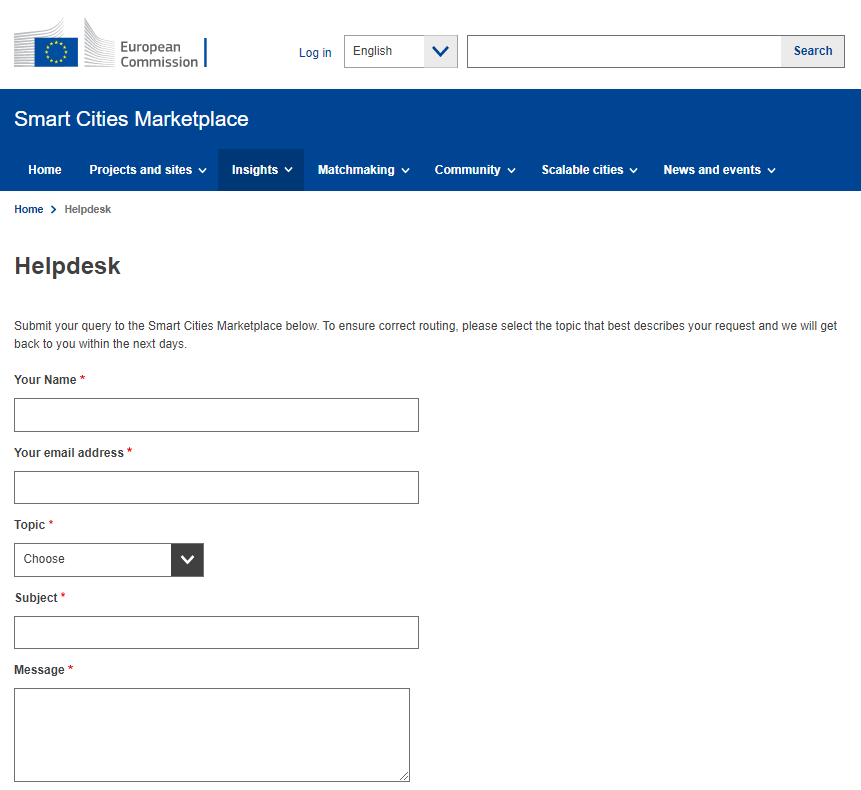 European
Commission
Log in
English
Search
Smart Cities Marketplace
Home
Projects and sites
Insights
Matchmaking
Community
Scalable cities
News and events
Home
Helpdesk
Helpdesk
Submit your query to the Smart Cities Marketplace below. To ensure correct routing, please select the topic that best describes your request and we will get
back to you within the next days.
Your Name *
Your email address *
Topic *
Choose
Subject *
Message *